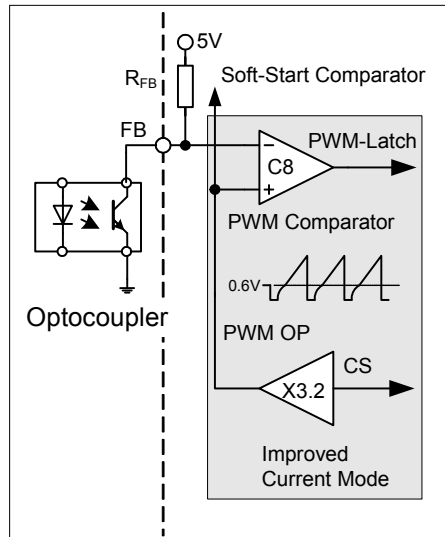 5V
R_FB
Soft-Start Comparator
FB
PWM-Latch
C8
PWM Comparator
0.6V
Optocoupler
PWM OP
CS
X3.2
Improved
Current Mode